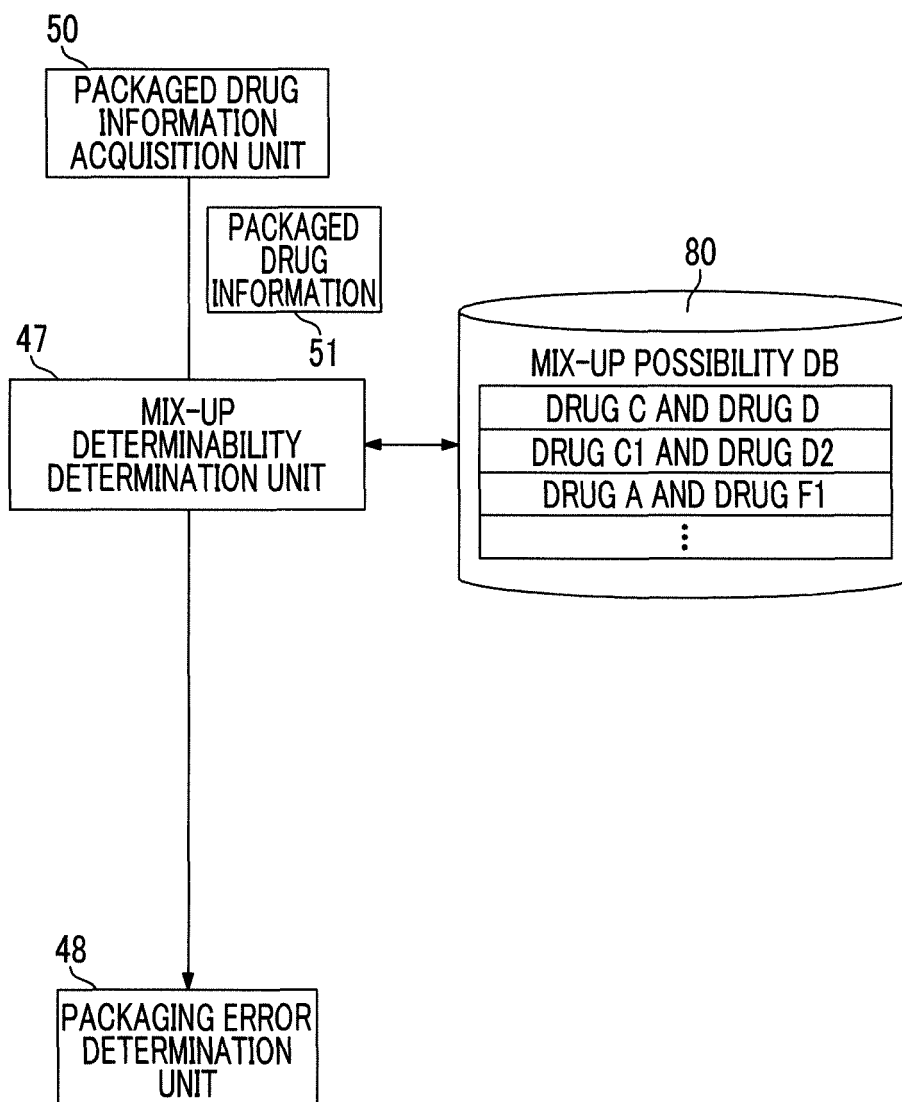 50
PACKAGED DRUG
INFORMATION
ACQUISITION UNIT
PACKAGED
DRUG
INFORMATION
51
80
47
MIX-UP
DETERMINABILITY
DETERMINATION UNIT
MIX-UP POSSIBILITY DB
DRUG C AND DRUG D
DRUG C1 AND DRUG D2
DRUG A AND DRUG F1
⋮
48
PACKAGING ERROR
DETERMINATION
UNIT